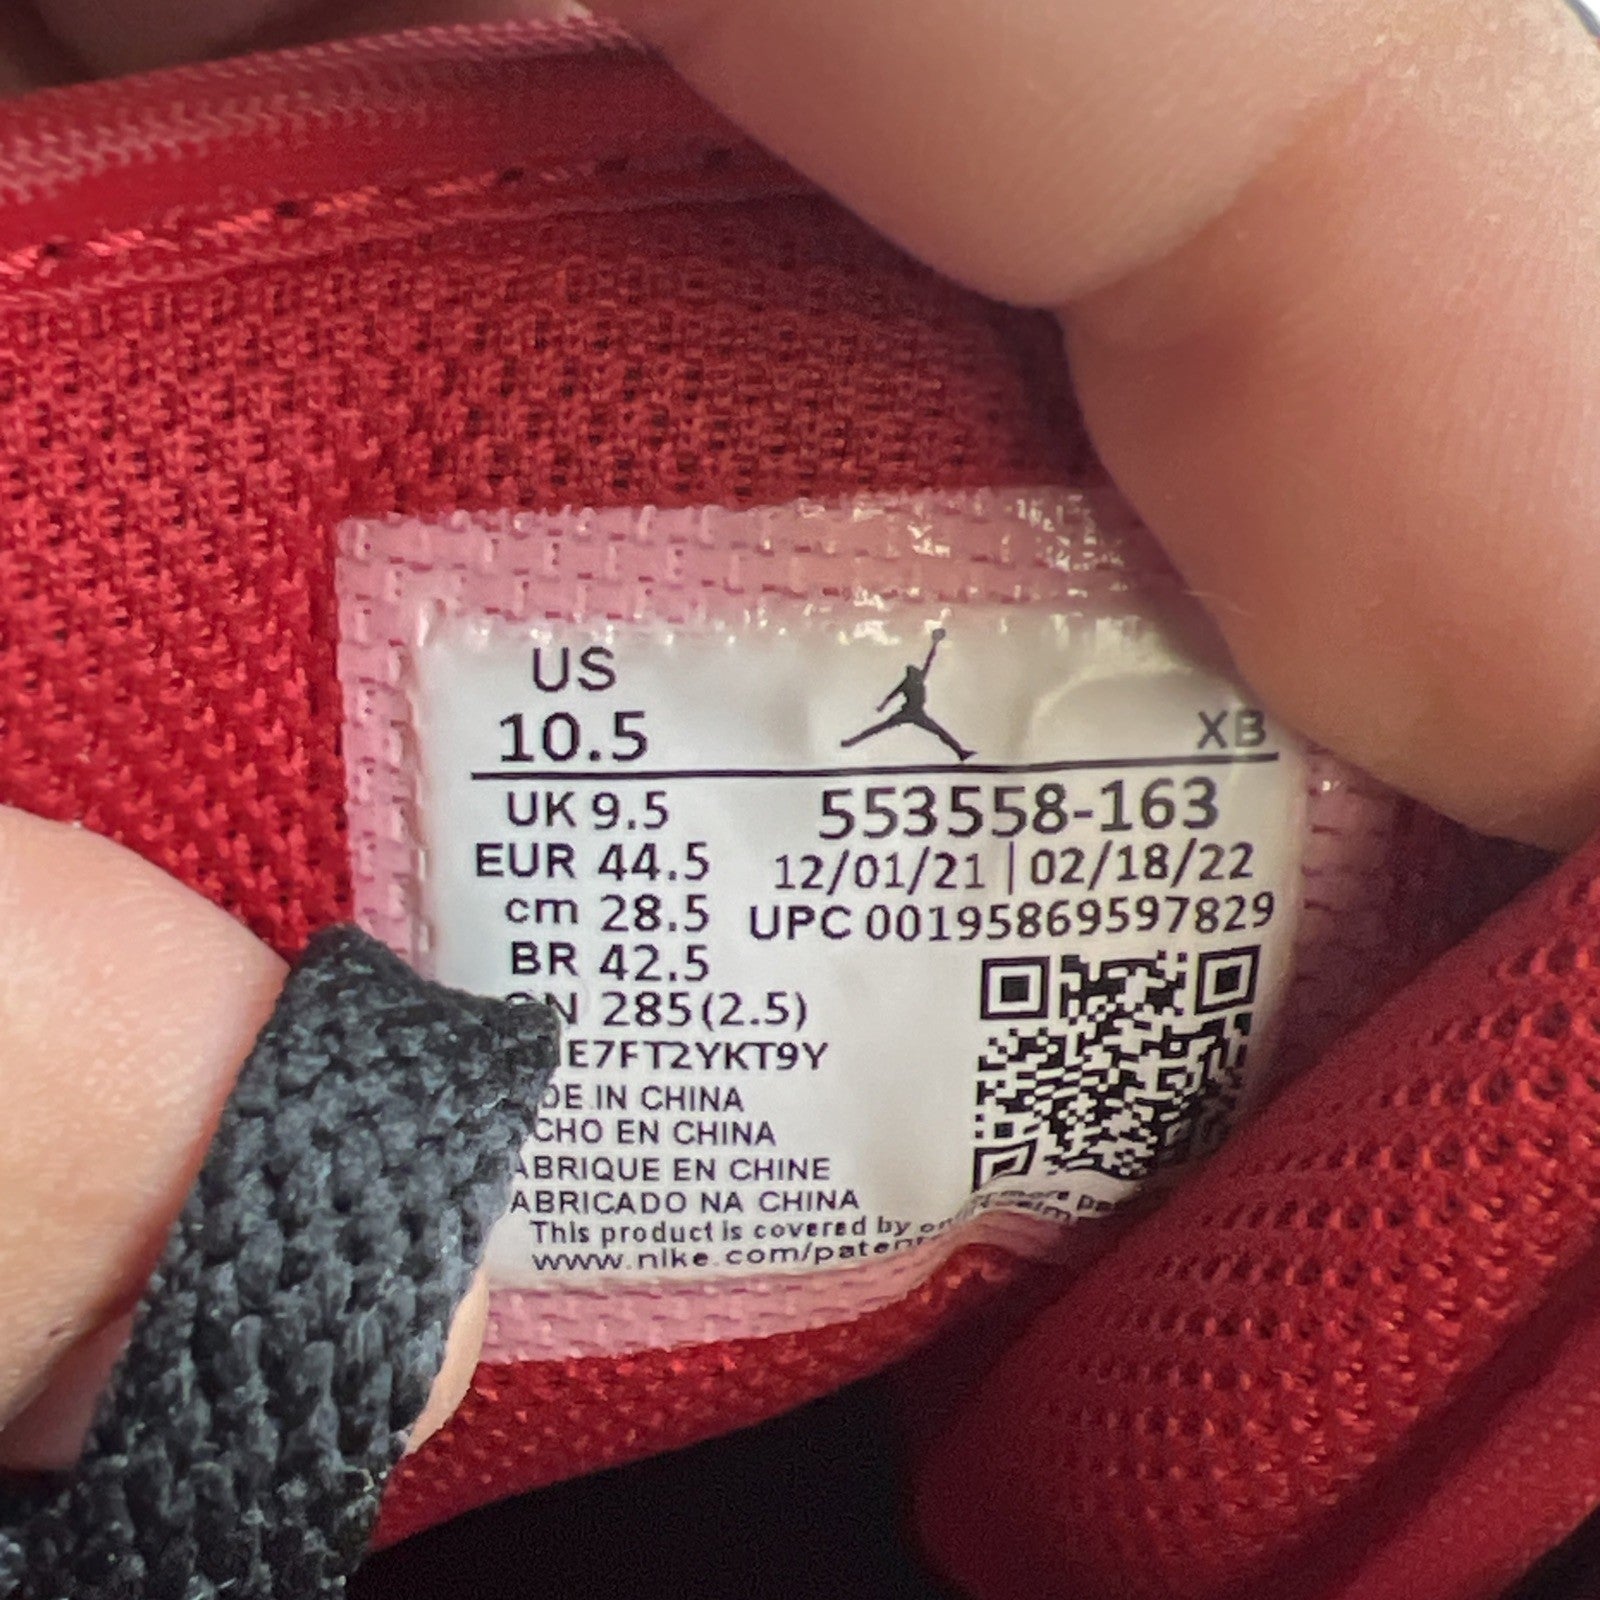 US
10.5
XB
UK 9.5
553558-163
EUR 44.5
12/01/21 | 02/18/22
cm 28.5
UPC 00195869597829
BR 42.5
285(2.5)
E7FT2YKT9Y
DE IN CHINA
CHO EN CHINA
ABRIQUE EN CHINE
ABRICADO NA CHINA
This product is covered by
www.nike.com/paten